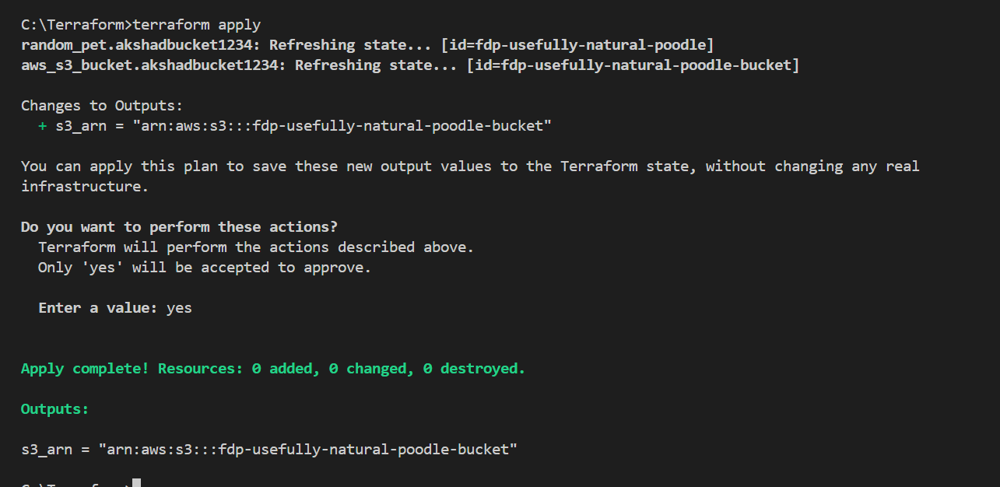 C:\Terraform>terraform apply
random_pet.akshadbucket1234: Refreshing state... [id=fdp-usefully-natural-poodle]
aws_s3_bucket.akshadbucket1234: Refreshing state... [id=fdp-usefully-natural-poodle-bucket]
Changes to Outputs:
+ s3_arn = "arn:aws:s3:::fdp-usefully-natural-poodle-bucket"
You can apply this plan to save these new output values to the Terraform state, without changing any real
infrastructure.
Do you want to perform these actions?
Terraform will perform the actions described above.
Only 'yes' will be accepted to approve.
Enter a value: yes
Apply complete! Resources: 0 added, 0 changed, 0 destroyed.
Outputs:
s3_arn = "arn:aws:s3:::fdp-usefully-natural-poodle-bucket"
C:\Terraform>